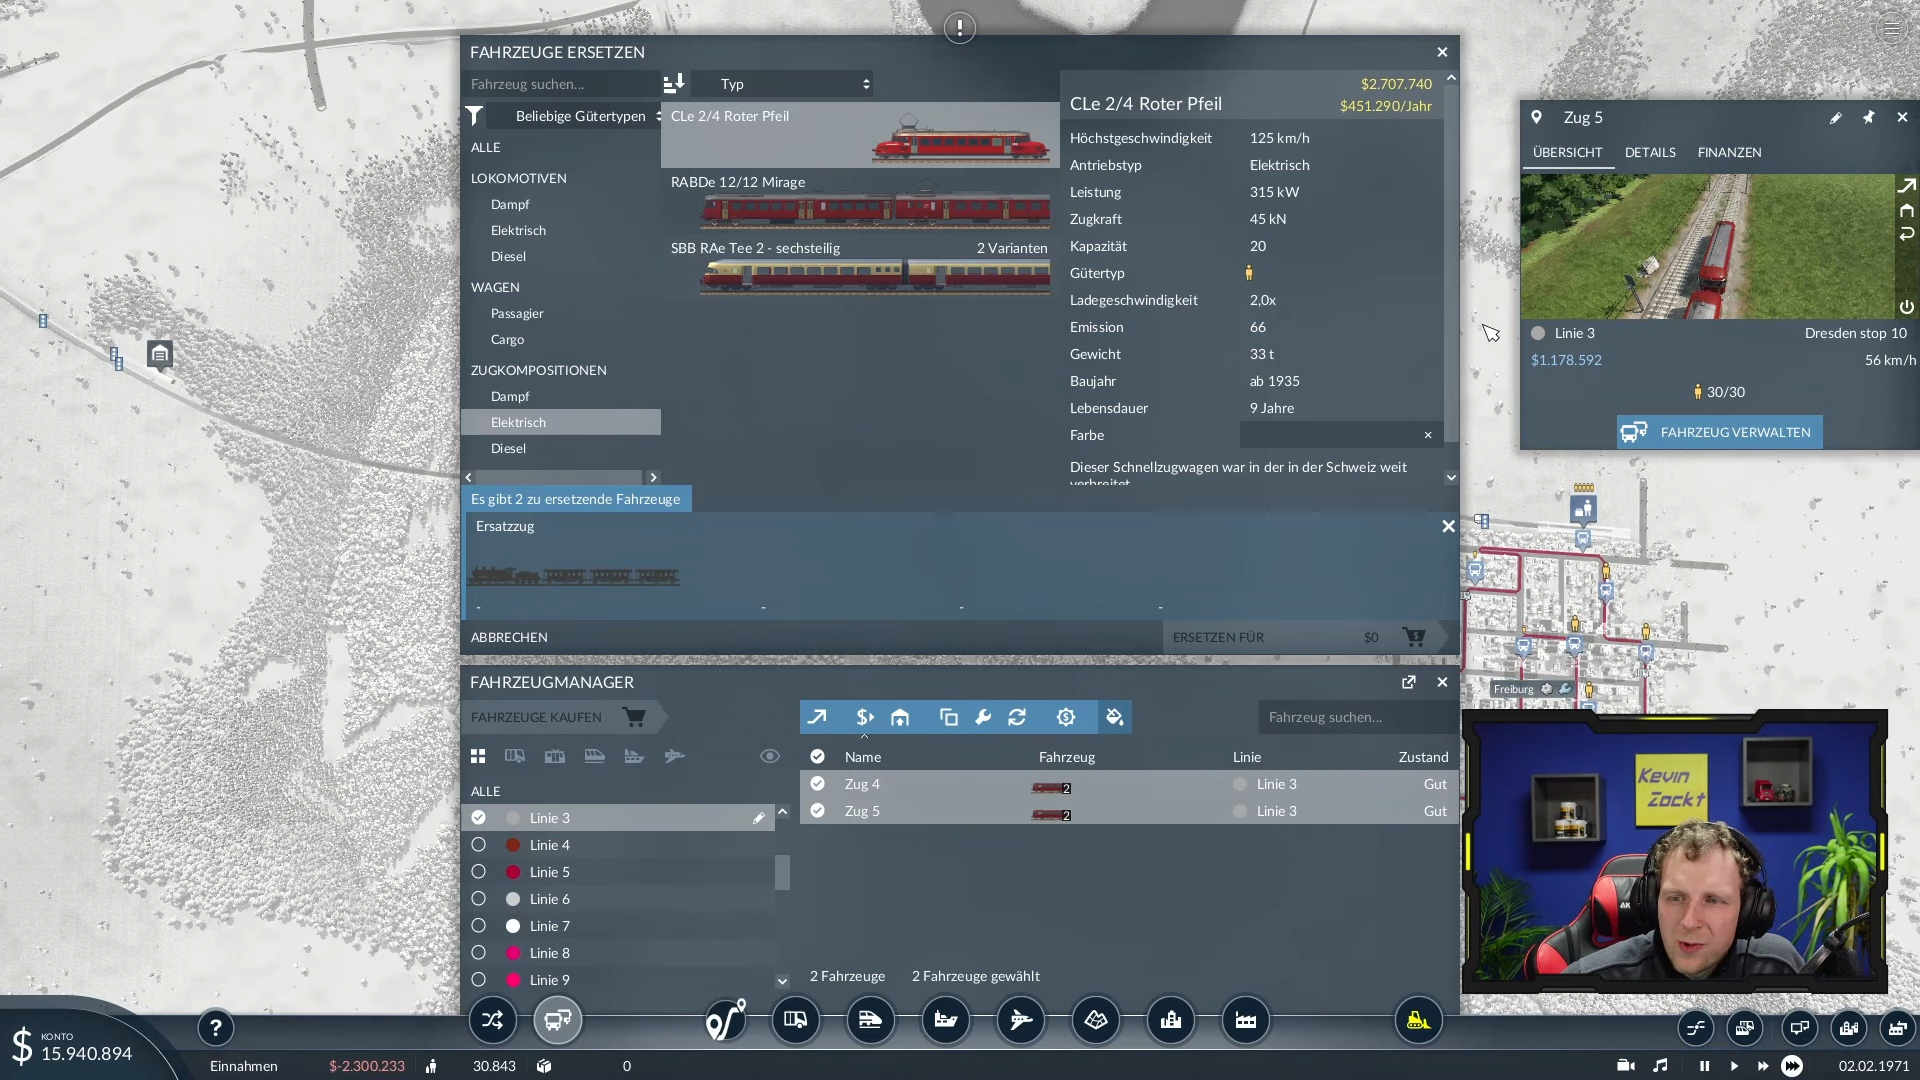 FAHRZEUGE ERSETZEN
Fahrzeug suchen...
Typ
Beliebige Gütertypen
ALLE
LOKOMOTIVEN
Dampf
Elektrisch
Diesel
WAGEN
Passagier
Cargo
ZUGKOMPOSITIONEN
Dampf
Elektrisch
Diesel
CLe 2/4 Roter Pfeil
RABDe 12/12 Mirage
SBB RAe Tee 2 - sechsteilig 2 Varianten
$2.707.740
CLe 2/4 Roter Pfeil $451.290/Jahr
Höchstgeschwindigkeit 125 km/h
Antriebstyp Elektrisch
Leistung 315 kW
Zugkraft 45 kN
Kapazität 20
Gütertyp
Ladegeschwindigkeit 2,0x
Emission 66
Gewicht 33 t
Baujahr ab 1935
Lebensdauer 9 Jahre
Farbe
Dieser Schnellzugwagen war in der in der Schweiz weit
verbreitet
Es gibt 2 zu ersetzende Fahrzeuge
Ersatzzug
- - - -
ABBRECHEN
ERSETZEN FÜR $0
Zug 5
ÜBERSICHT DETAILS FINANZEN
Linie 3 Dresden stop 10
$1.178.592 56 km/h
30/30
FAHRZEUG VERWALTEN
Freiburg
FAHRZEUGMANAGER
FAHRZEUGE KAUFEN
Fahrzeug suchen...
ALLE
Linie 3
Linie 4
Linie 5
Linie 6
Linie 7
Linie 8
Linie 9
Name Fahrzeug Linie Zustand
Zug 4 2 Linie 3 Gut
Zug 5 2 Linie 3 Gut
2 Fahrzeuge 2 Fahrzeuge gewählt
Kevin
Zockt
AK
KONTO
$ 15.940.894
Einnahmen $-2.300.233 30.843 0
02.02.1971